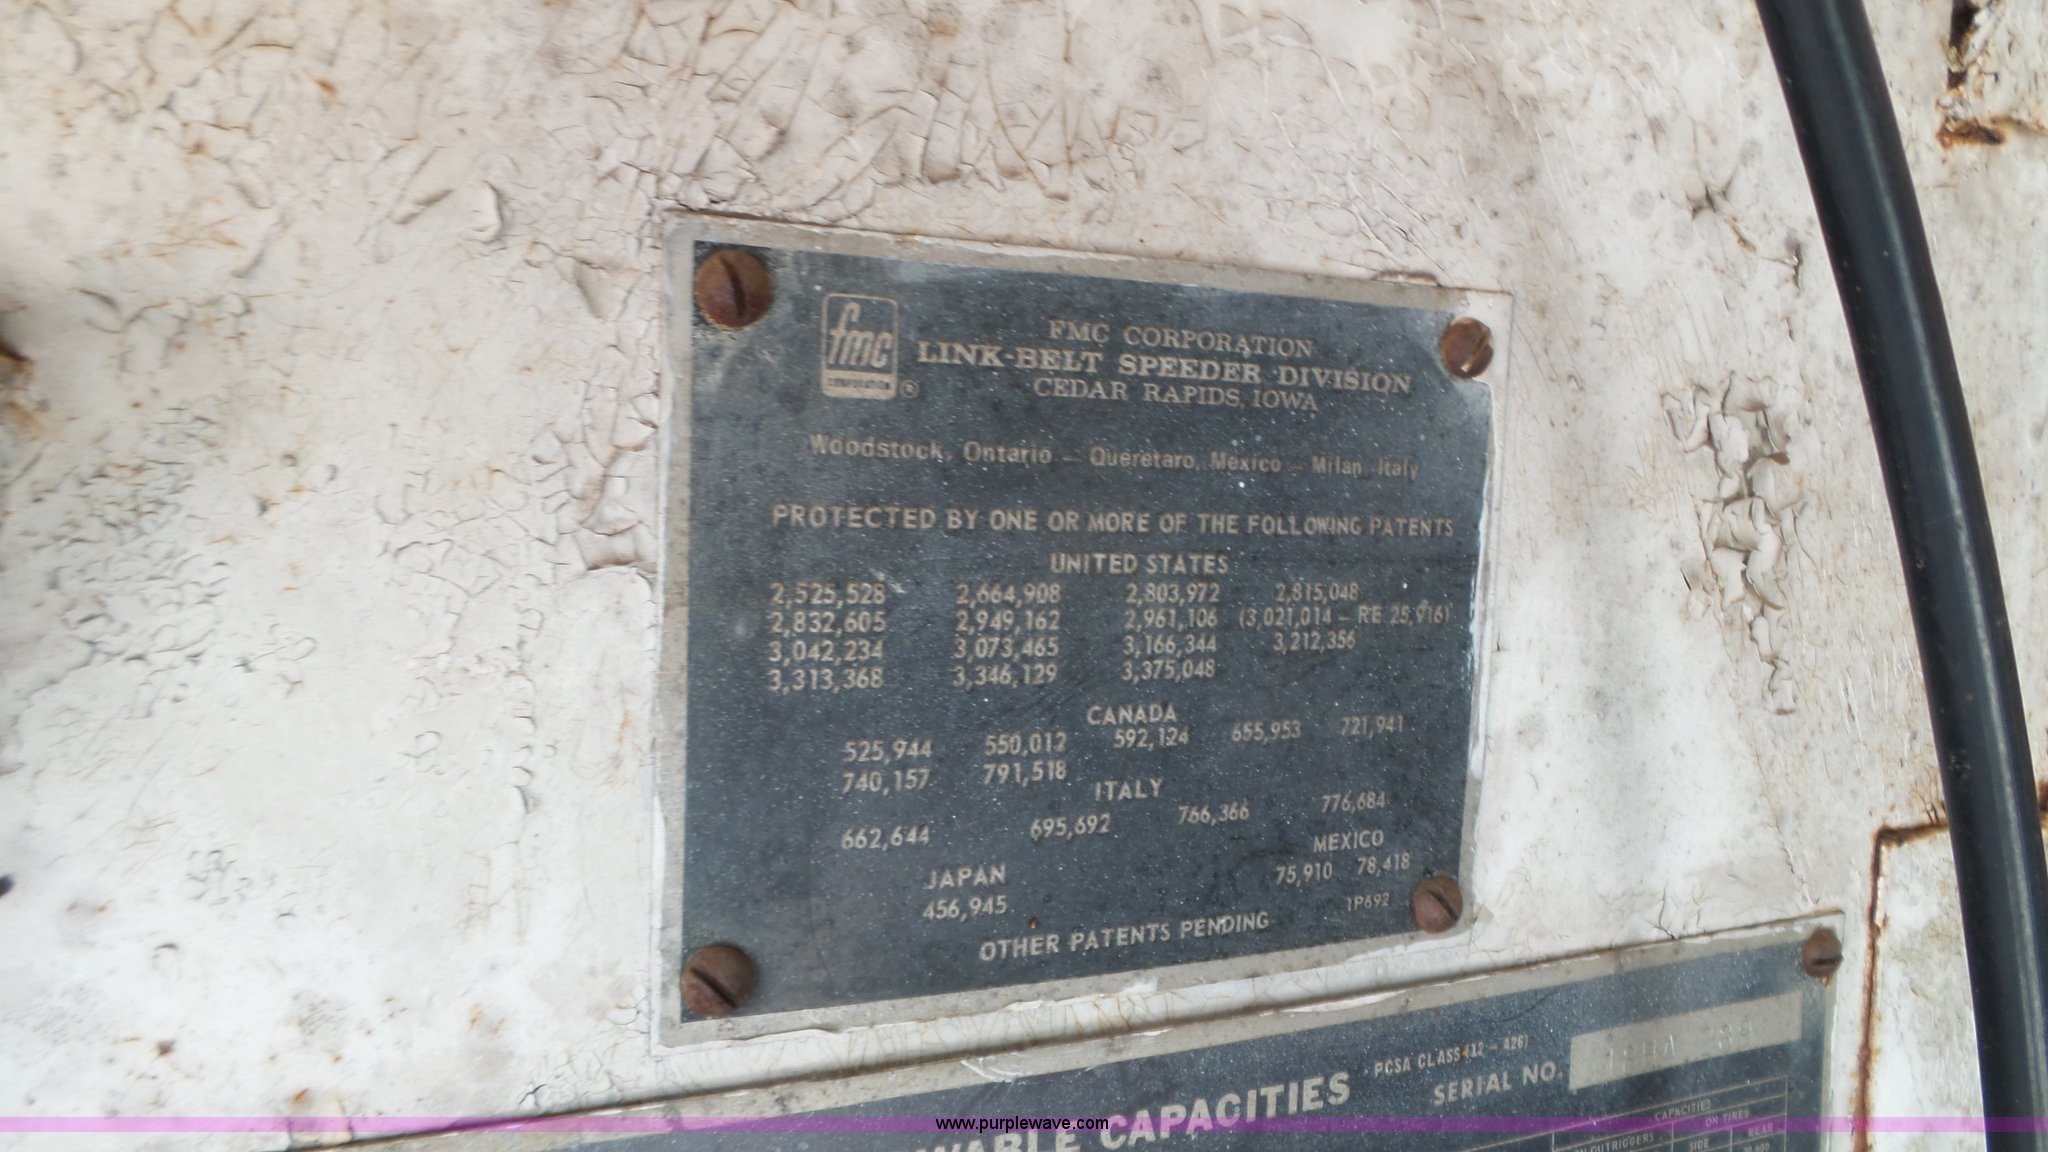 fmc
CORPORATION
®
FMC CORPORATION
LINK-BELT SPEEDER DIVISION
CEDAR RAPIDS, IOWA
Woodstock, Ontario – Queretaro, Mexico – Milan, Italy
PROTECTED BY ONE OR MORE OF THE FOLLOWING PATENTS
UNITED STATES
2,525,528 2,664,908 2,803,972 2,815,048
2,832,605 2,949,162 2,961,106 (3,021,014 – RE 25,916)
3,042,234 3,073,465 3,166,344 3,212,356
3,313,368 3,346,129 3,375,048
CANADA
525,944 550,012 592,124 655,953 721,941
740,157 791,518
ITALY
662,644 695,692 766,366 776,684
JAPAN
456,945
MEXICO
75,910 78,418
1P692
OTHER PATENTS PENDING
CAPACITIES
PCSA CLASS
SERIAL NO.
CAPACITIES
ON TIRES
OUTRIGGERS
SIDE REAR
www.purplewave.com